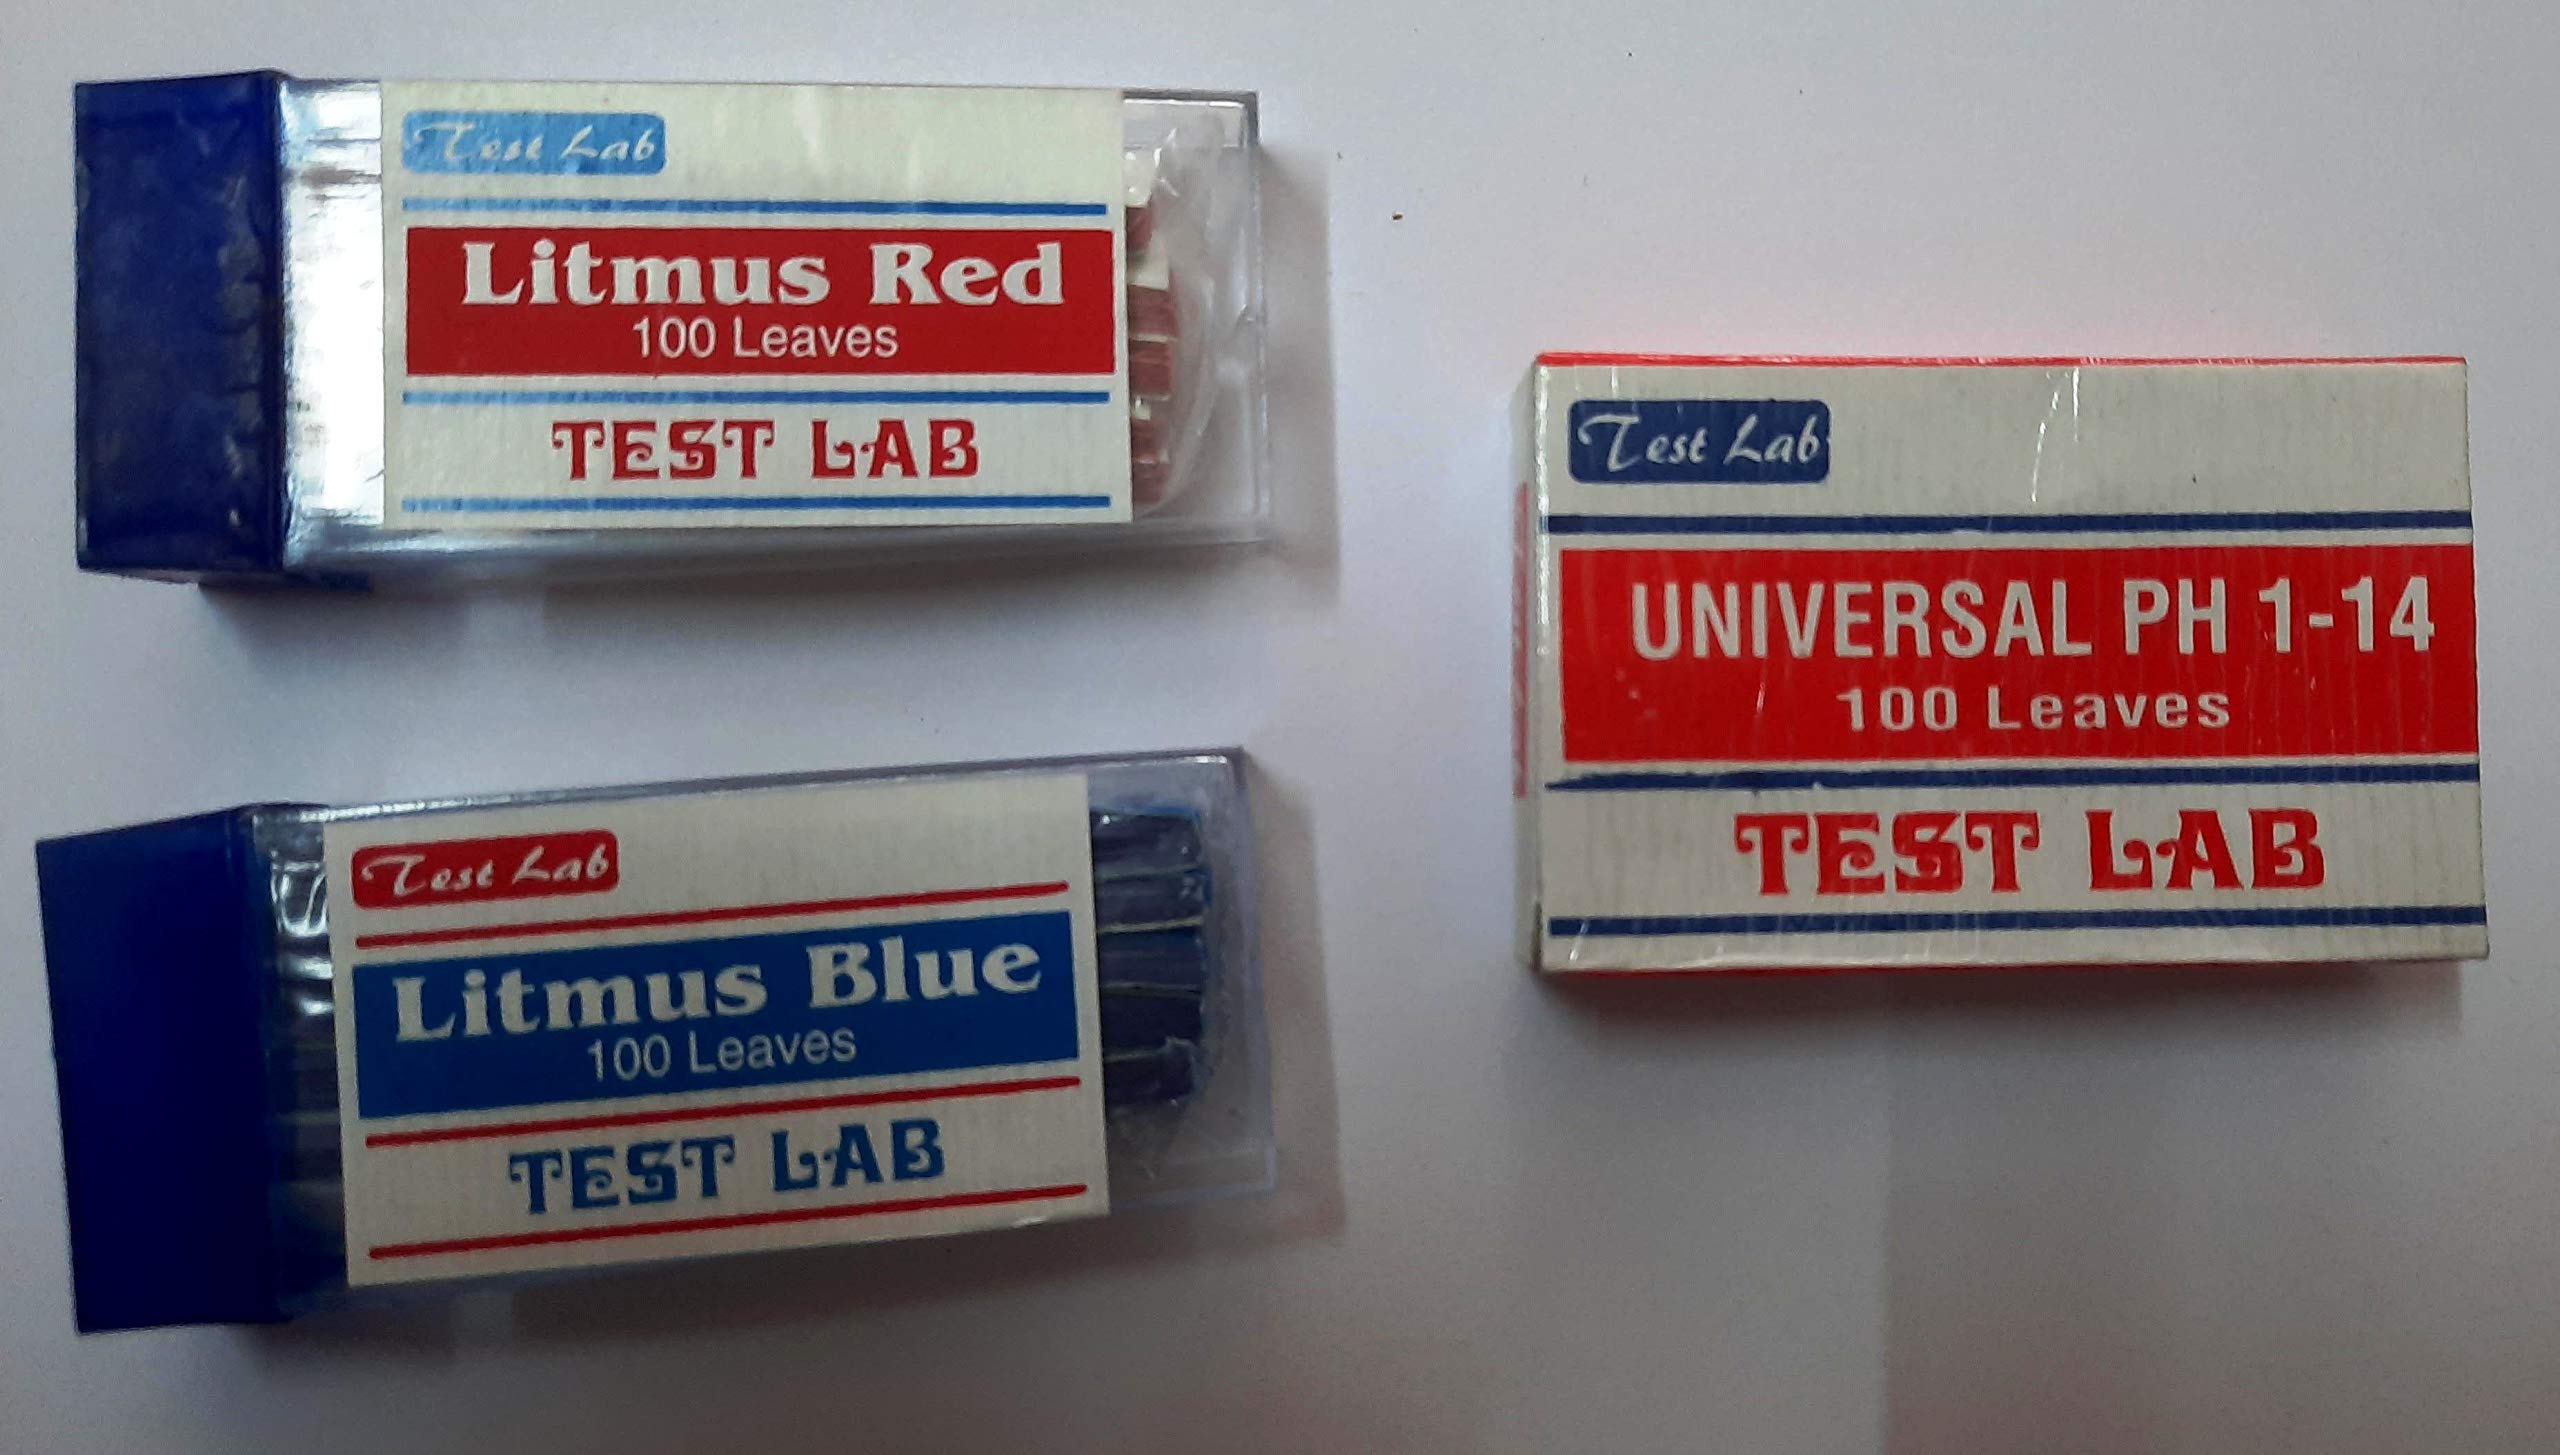 Test Lab
Litmus Red
100 Leaves
TEST LAB
Test Lab
Litmus Blue
100 Leaves
TEST LAB
Test Lab
UNIVERSAL PH 1-14
100 Leaves
TEST LAB